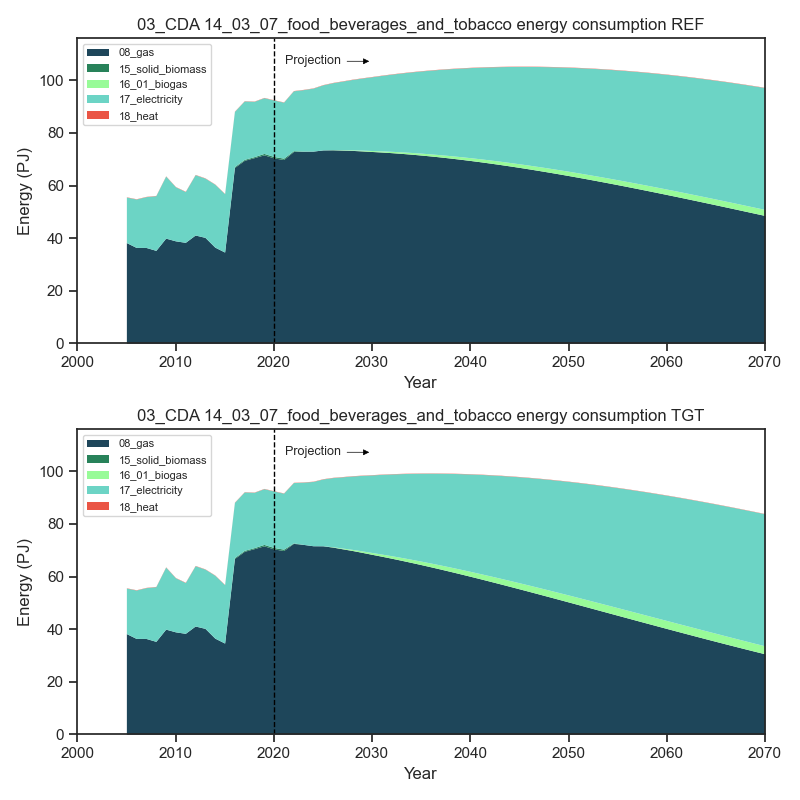 03_CDA 14_03_07_food_beverages_and_tobacco energy consumption REF
08_gas
15_solid_biomass
16_01_biogas
17_electricity
18_heat
Projection
Energy (PJ)
100
80
60
40
20
0
2000 2010 2020 2030 2040 2050 2060 2070
Year
03_CDA 14_03_07_food_beverages_and_tobacco energy consumption TGT
08_gas
15_solid_biomass
16_01_biogas
17_electricity
18_heat
Projection
Energy (PJ)
100
80
60
40
20
0
2000 2010 2020 2030 2040 2050 2060 2070
Year